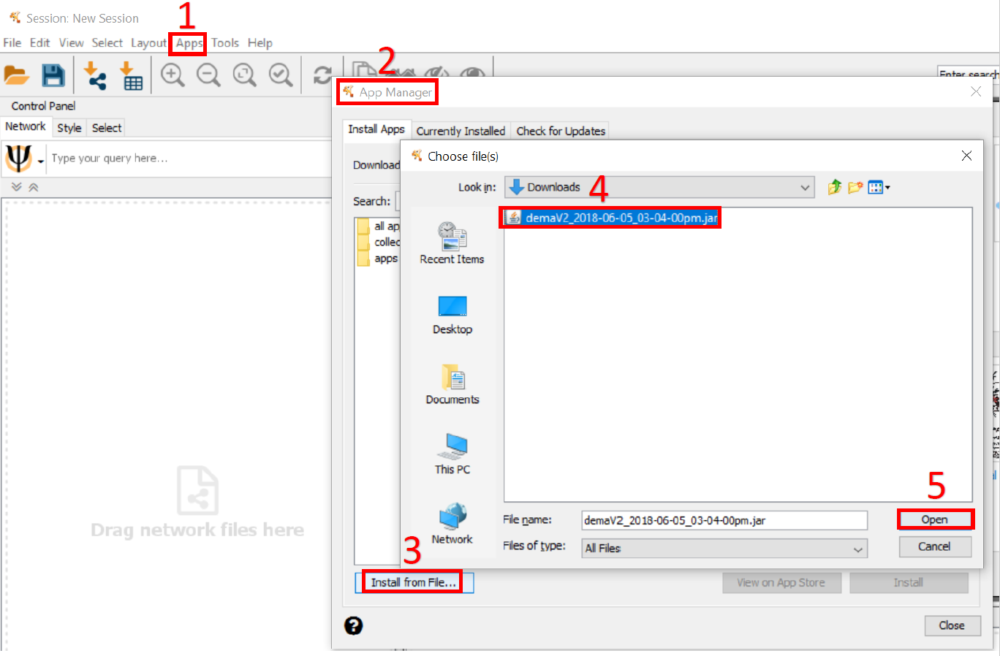 Session: New Session
1
File Edit View Select Layout Apps Tools Help
2
Enter search
App Manager
Control Panel
Network Style Select
Install Apps Currently Installed Check for Updates
Type your query here...
Download
Choose file(s)
Look in: Downloads 4
Search:
demaV2_2018-06-05_03-04-00pm.jar
all ap
collec
apps
Recent Items
Desktop
Documents
This PC
Network
Drag network files here
5
File name: demaV2_2018-06-05_03-04-00pm.jar Open
Files of type: All Files Cancel
3
Install from File... View on App Store Install
? Close